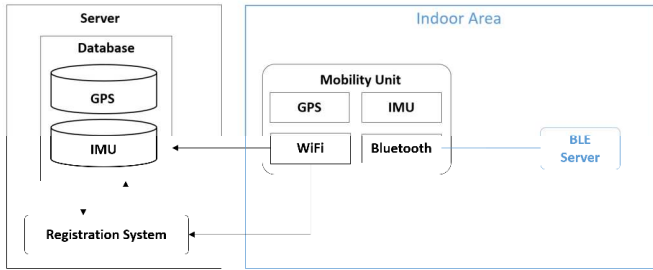 Server
Indoor Area
Database
Mobility Unit
GPS
GPS
IMU
IMU
WiFi
Bluetooth
BLE
Server
Registration System